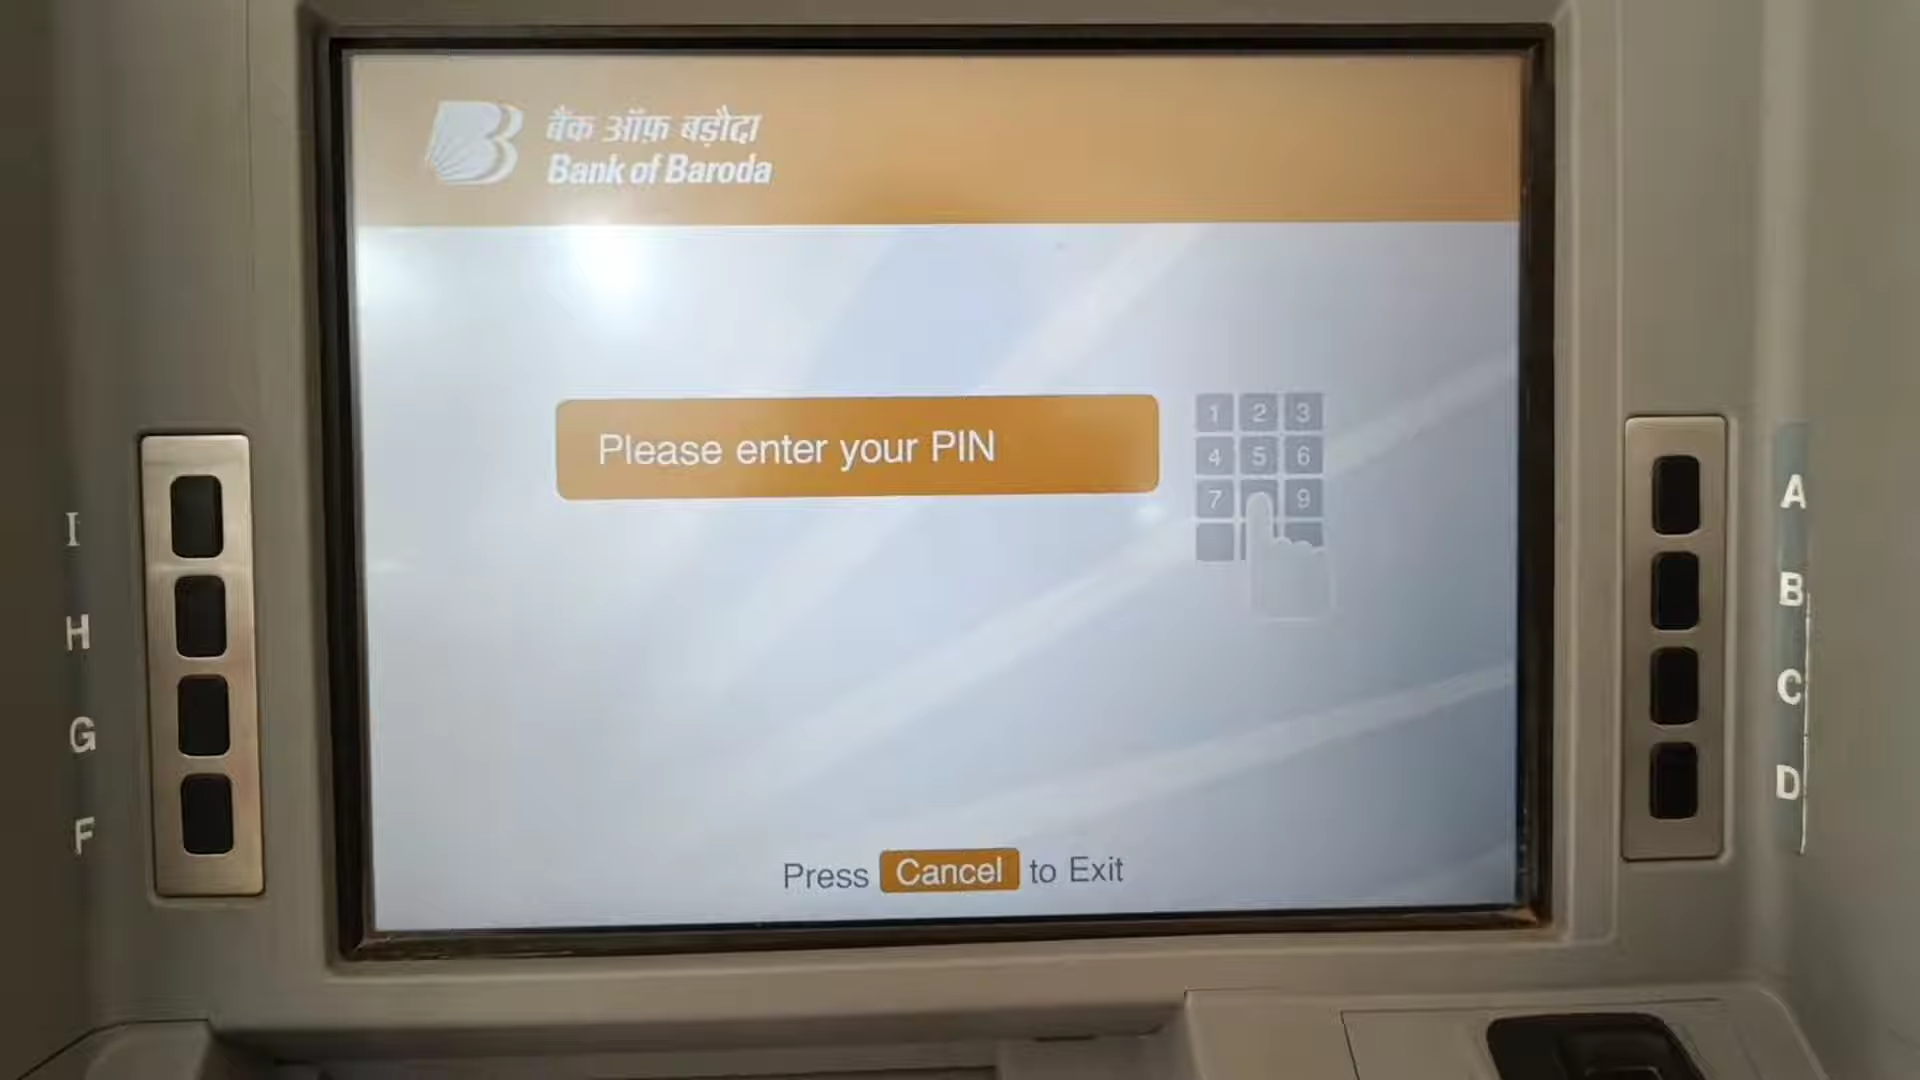 बैंक ऑफ़ बड़ौदा
Bank of Baroda
Please enter your PIN
1 2 3
4 5 6
7 9
Press Cancel to Exit
I
H
G
F
A
B
C
D